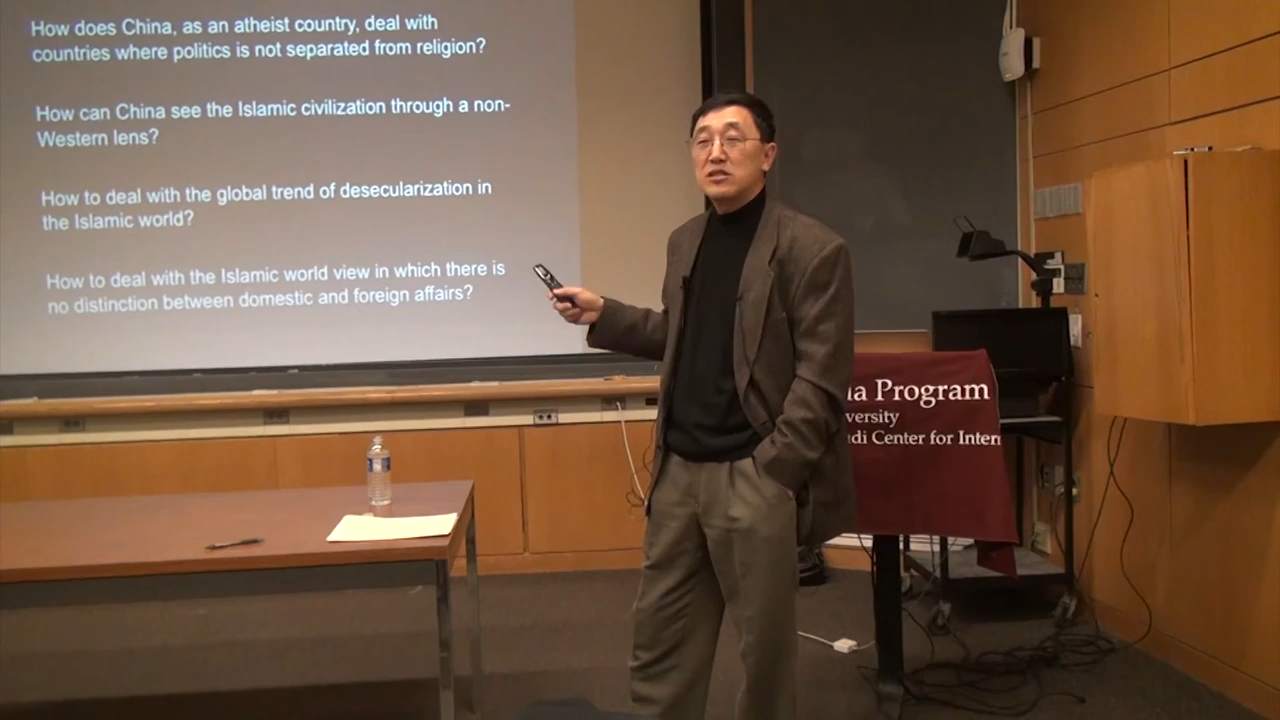 How does China, as an atheist country, deal with
countries where politics is not separated from religion?
How can China see the Islamic civilization through a non-
Western lens?
How to deal with the global trend of desecularization in
the Islamic world?
How to deal with the Islamic world view in which there is
no distinction between domestic and foreign affairs?
na Program
versity
di Center for Intern